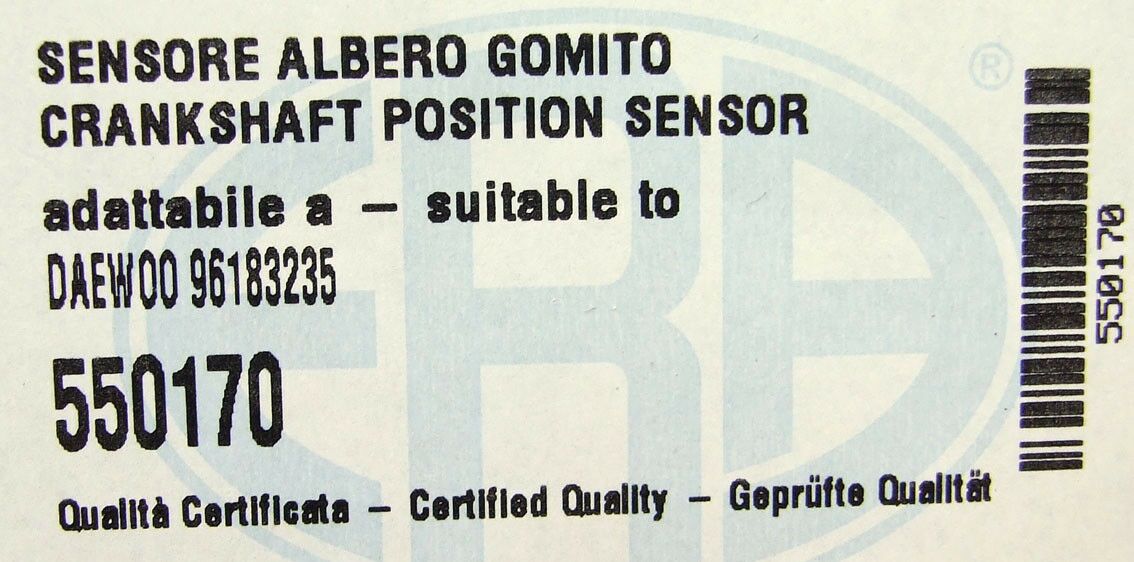 SENSORE ALBERO GOMITO
CRANKSHAFT POSITION SENSOR
adattabile a – suitable to
DAEWOO 96183235
550170
Qualità Certificata – Certified Quality – Geprüfte Qualität
ERA
®
550170